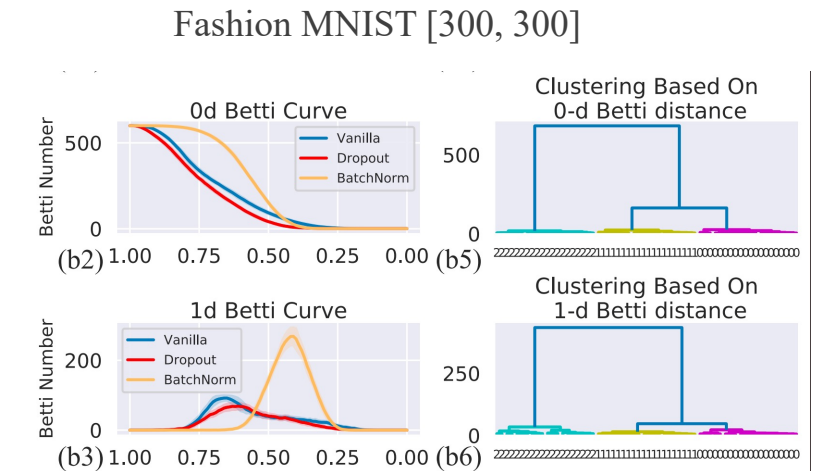 Fashion MNIST [300, 300]
0d Betti Curve
Betti Number
500
0
Vanilla
Dropout
BatchNorm
(b2) 1.00 0.75 0.50 0.25 0.00
Clustering Based On
0-d Betti distance
500
0
(b5)
1d Betti Curve
Betti Number
200
0
Vanilla
Dropout
BatchNorm
(b3) 1.00 0.75 0.50 0.25 0.00
Clustering Based On
1-d Betti distance
250
0
(b6)